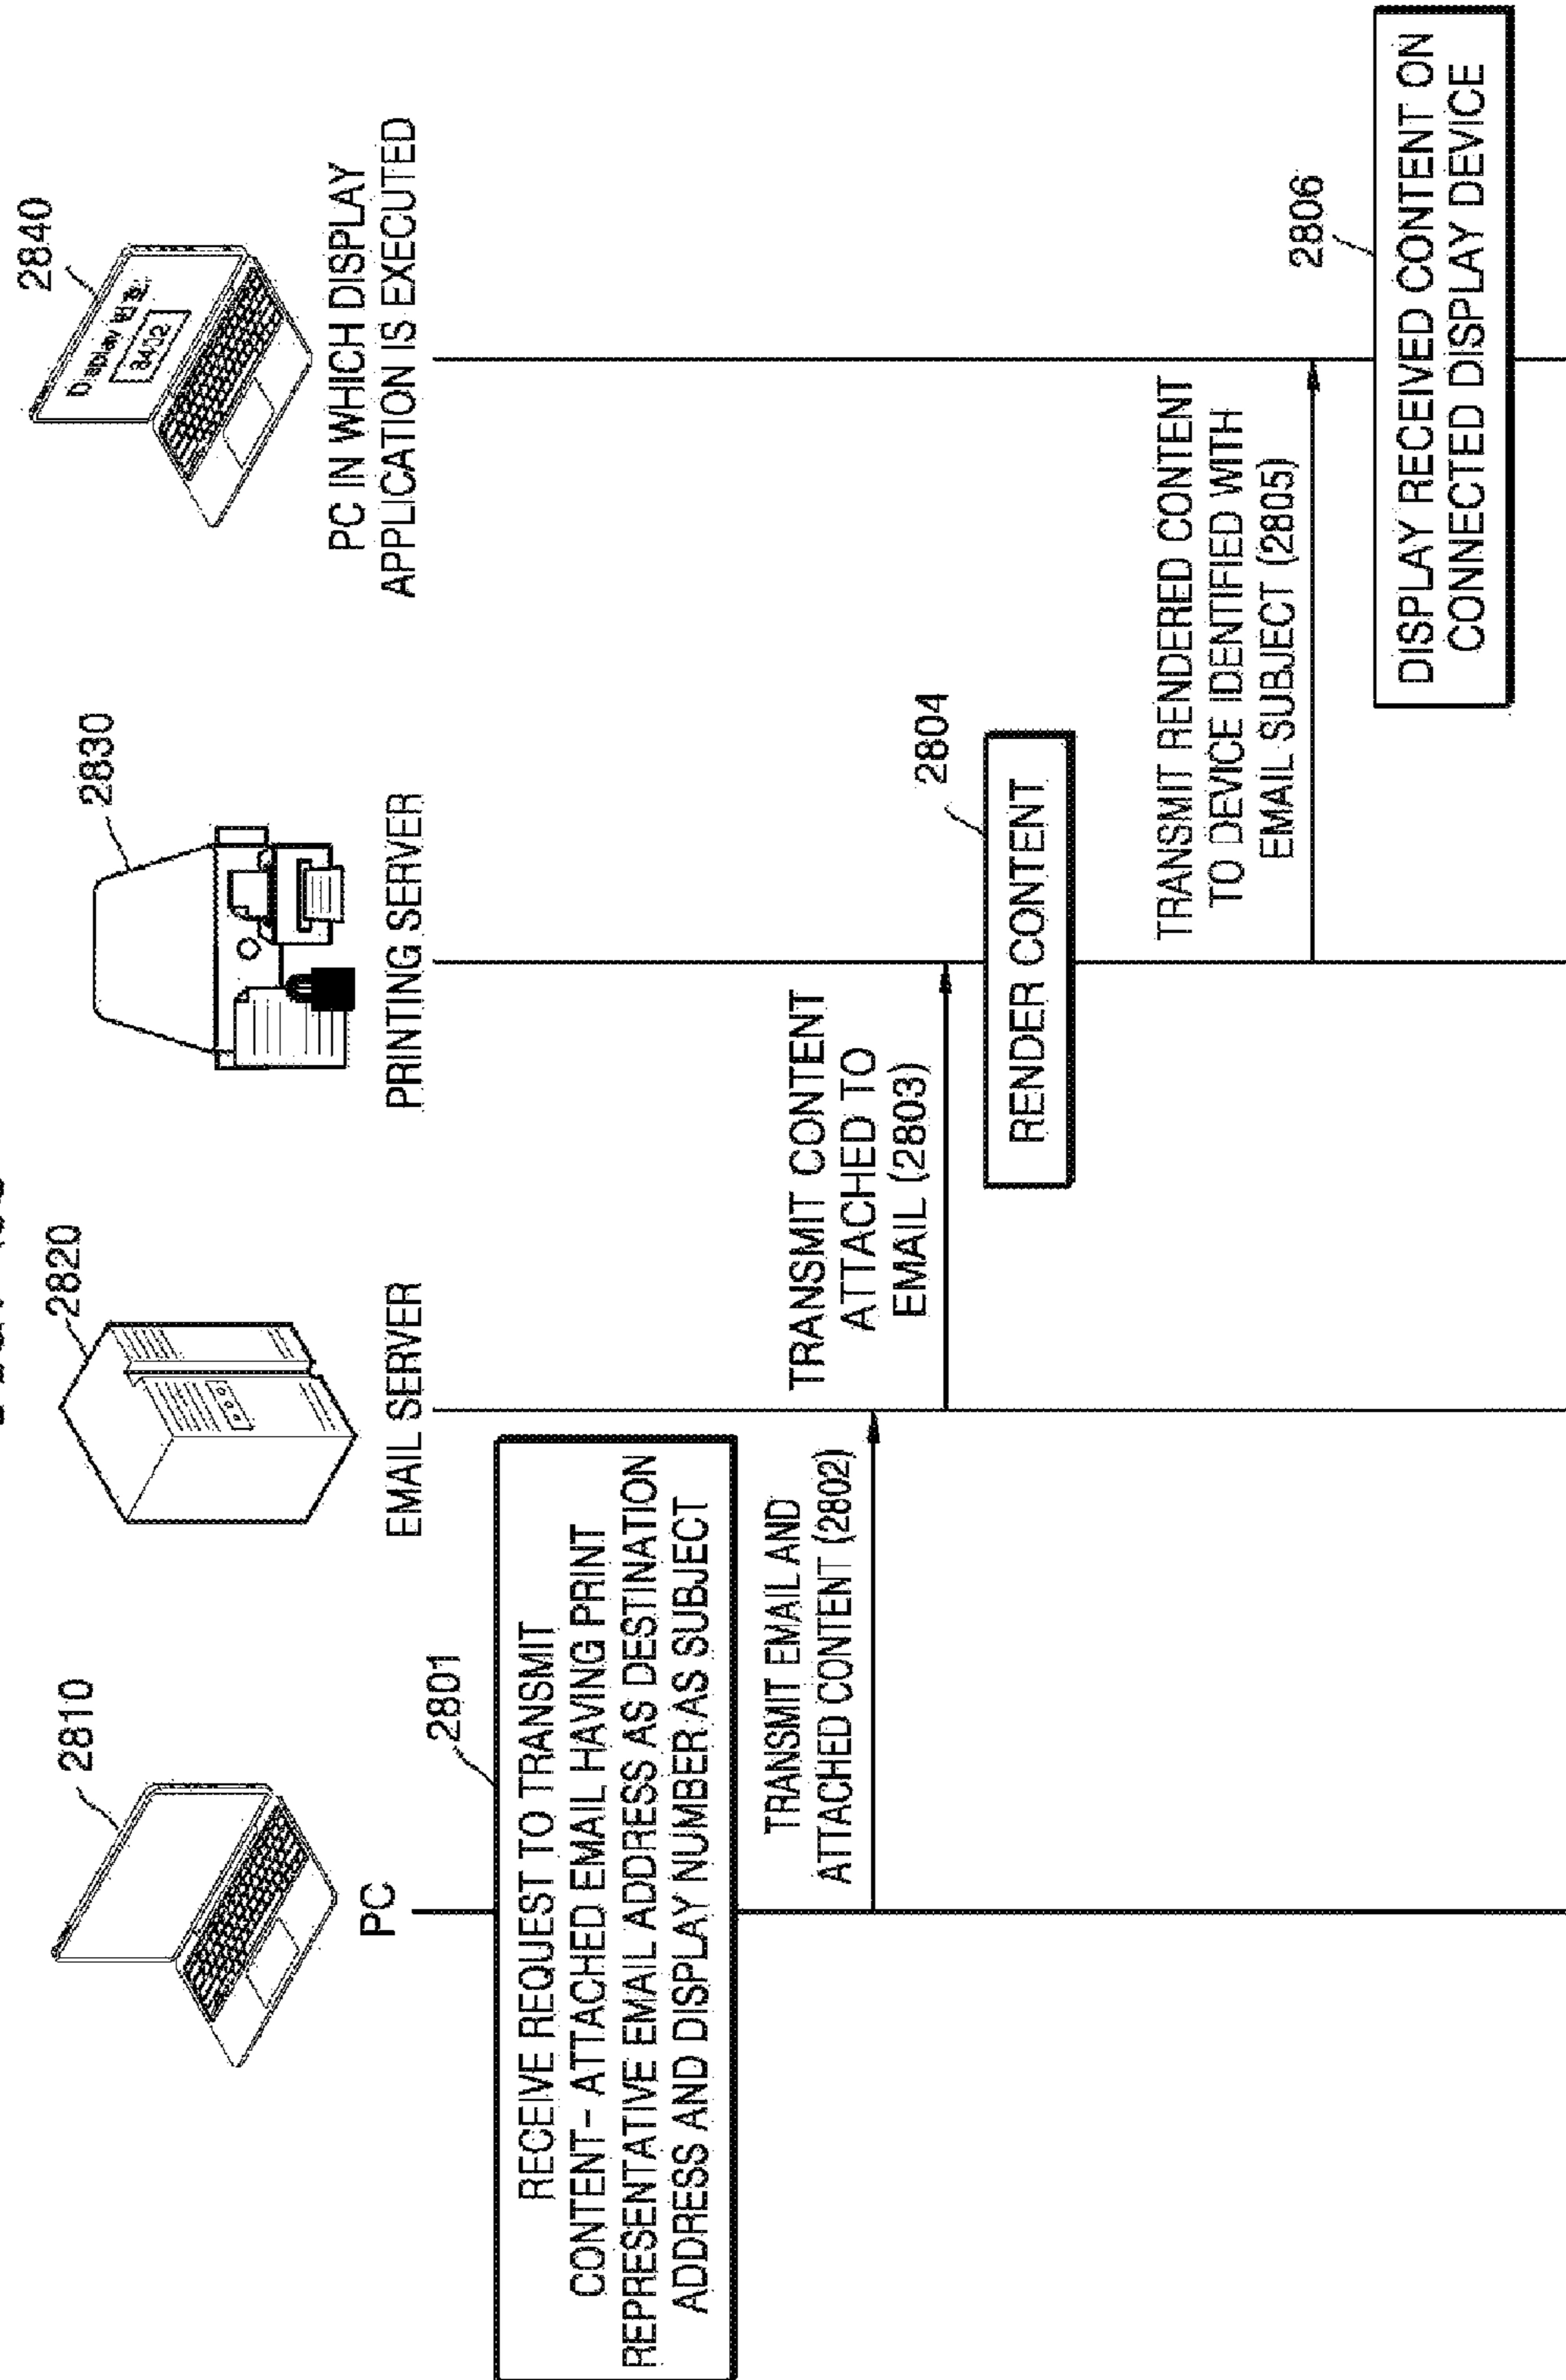 2810
PC
2820
EMAIL SERVER
2830
PRINTING SERVER
2840
Display
PC IN WHICH DISPLAY
APPLICATION IS EXECUTED
2801
RECEIVE REQUEST TO TRANSMIT
CONTENT- ATTACHED EMAIL HAVING PRINT
REPRESENTATIVE EMAIL ADDRESS AS DESTINATION
ADDRESS AND DISPLAY NUMBER AS SUBJECT
TRANSMIT EMAIL AND
ATTACHED CONTENT (2802)
TRANSMIT CONTENT
ATTACHED TO
EMAIL (2803)
2804
RENDER CONTENT
TRANSMIT RENDERED CONTENT
TO DEVICE IDENTIFIED WITH
EMAIL SUBJECT (2805)
2806
DISPLAY RECEIVED CONTENT ON
CONNECTED DISPLAY DEVICE